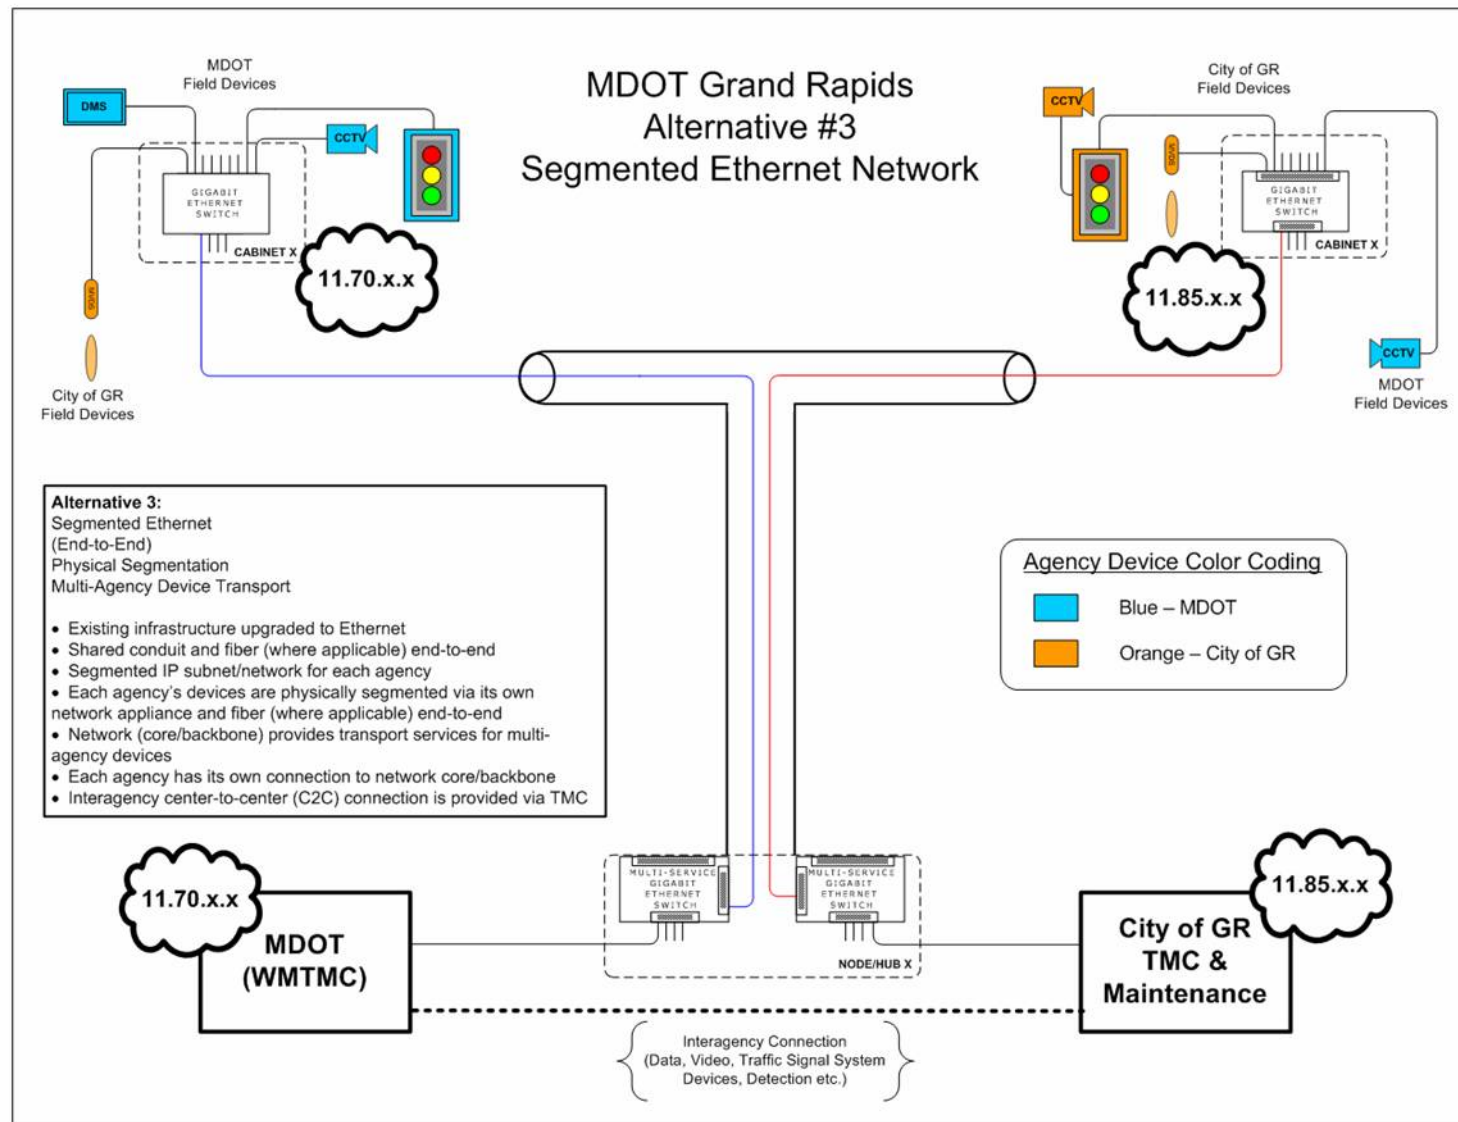 MDOT Grand Rapids
Alternative #3
Segmented Ethernet Network
MDOT
Field Devices
DMS
CCTV
GIGABIT
ETHERNET
SWITCH
CABINET X
11.70.x.x
MVDS
City of GR
Field Devices
City of GR
Field Devices
CCTV
MVDS
GIGABIT
ETHERNET
SWITCH
CABINET X
11.85.x.x
CCTV
MDOT
Field Devices
Alternative 3:
Segmented Ethernet
(End-to-End)
Physical Segmentation
Multi-Agency Device Transport
• Existing infrastructure upgraded to Ethernet
• Shared conduit and fiber (where applicable) end-to-end
• Segmented IP subnet/network for each agency
• Each agency's devices are physically segmented via its own
network appliance and fiber (where applicable) end-to-end
• Network (core/backbone) provides transport services for multi-
agency devices
• Each agency has its own connection to network core/backbone
• Interagency center-to-center (C2C) connection is provided via TMC
Agency Device Color Coding
Blue – MDOT
Orange – City of GR
11.70.x.x
MDOT
(WMTMC)
MULTI-SERVICE
GIGABIT
ETHERNET
SWITCH
MULTI-SERVICE
GIGABIT
ETHERNET
SWITCH
NODE/HUB X
11.85.x.x
City of GR
TMC &
Maintenance
Interagency Connection
(Data, Video, Traffic Signal System
Devices, Detection etc.)